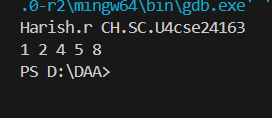 .0-r2\mingw64\bin\gdb.exe'
Harish.r CH.SC.U4cse24163
1 2 4 5 8
PS D:\DAA>